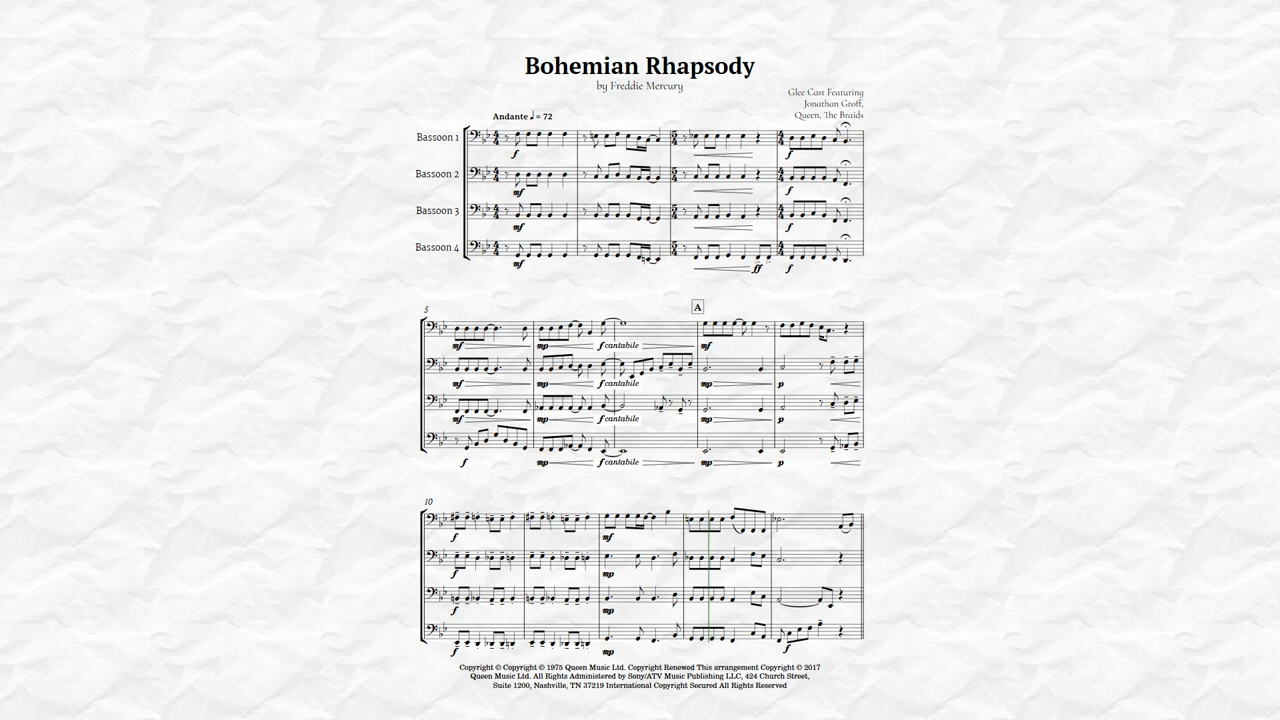 Bohemian Rhapsody
by Freddie Mercury
Glee Cast Featuring
Jonathan Groff,
Queen, The Braids
Andante ♩ = 72
Bassoon 1
f
f
Bassoon 2
mf
f
Bassoon 3
mf
f
Bassoon 4
mf
ff
f
5
A
mf
mp
f cantabile
mf
mf
mp
f cantabile
mp
p
mf
mp
f cantabile
mp
p
f
mp
f cantabile
mp
p
10
f
mf
f
mp
f
mp
f
mp
f
Copyright © Copyright © 1975 Queen Music Ltd. Copyright Renewed This arrangement Copyright © 2017
Queen Music Ltd. All Rights Administered by Sony/ATV Music Publishing LLC, 424 Church Street,
Suite 1200, Nashville, TN 37219 International Copyright Secured All Rights Reserved